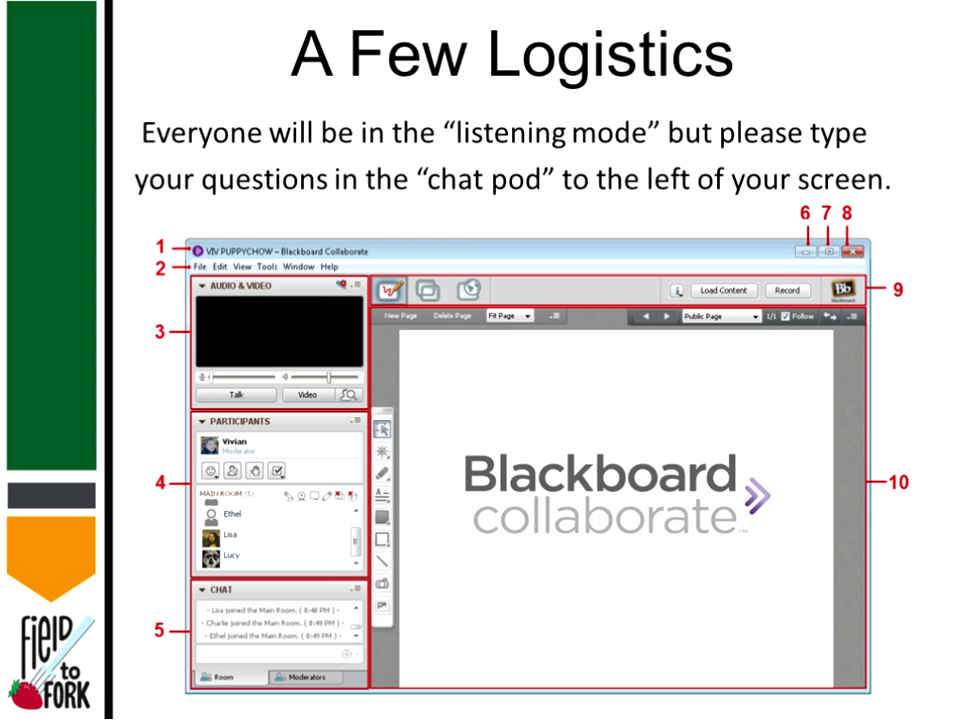 A Few Logistics
Everyone will be in the “listening mode” but please type
your questions in the “chat pod” to the left of your screen.
6 7 8
1
VIV PUPPYCHOW – Blackboard Collaborate
2
File Edit View Tools Window Help
AUDIO & VIDEO
Load Content
Record
Bb
Blackboard
9
New Page Delete Page Fit Page
Public Page 1/1 Follow
3
Talk
Video
PARTICIPANTS
Vivian
Moderator
4
MAIN ROOM (5)
Ethel
Lisa
Lucy
10
Blackboard
collaborate™
CHAT
- Lisa joined the Main Room. ( 8:48 PM ) -
- Charlie joined the Main Room. ( 8:49 PM ) -
- Ethel joined the Main Room. ( 8:49 PM ) -
5
Room
Moderators
FiElD
to
FORK